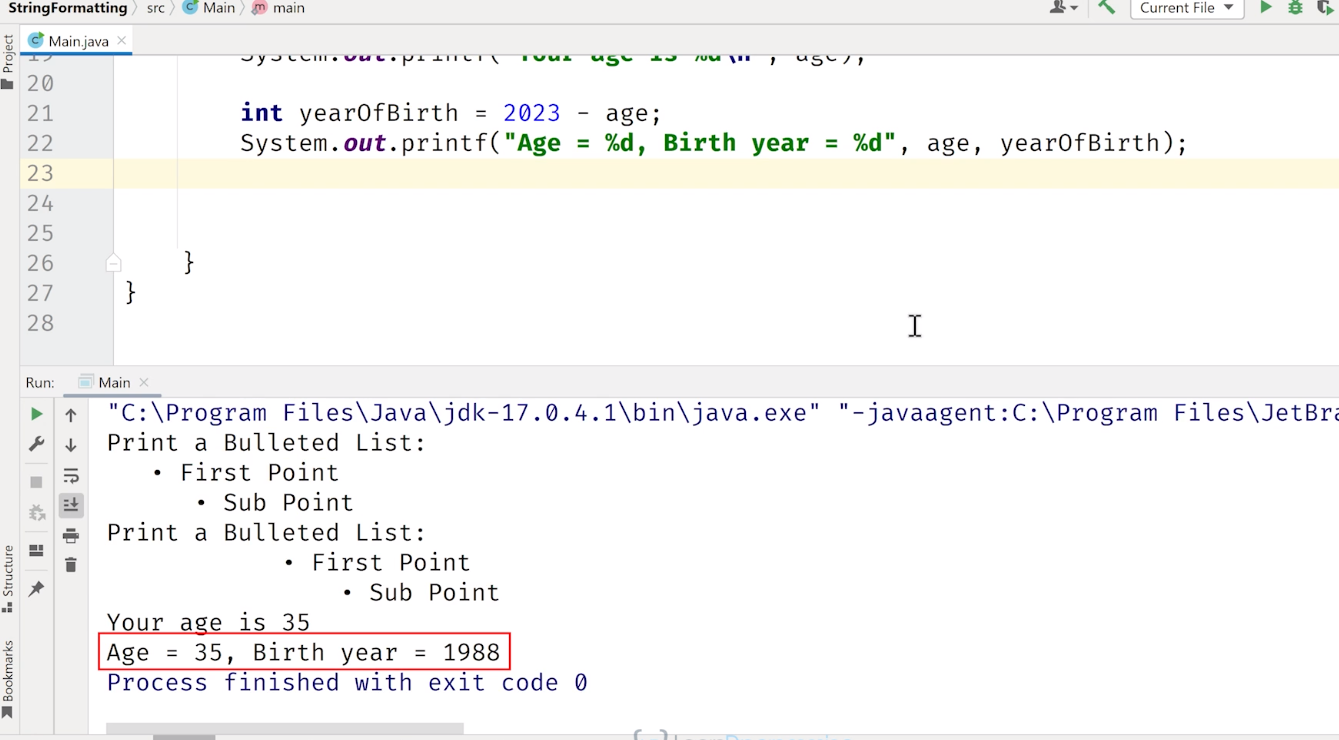 StringFormatting > src > Main > main
Current File
Main.java
Project
19 System.out.printf("Your age is %d\n", age);
20
21 int yearOfBirth = 2023 - age;
22 System.out.printf("Age = %d, Birth year = %d", age, yearOfBirth);
23
24
25
26 }
27 }
28
Run: Main
"C:\Program Files\Java\jdk-17.0.4.1\bin\java.exe" "-javaagent:C:\Program Files\JetBra
Print a Bulleted List:
• First Point
• Sub Point
Print a Bulleted List:
• First Point
• Sub Point
Your age is 35
Age = 35, Birth year = 1988
Process finished with exit code 0
Structure
Bookmarks